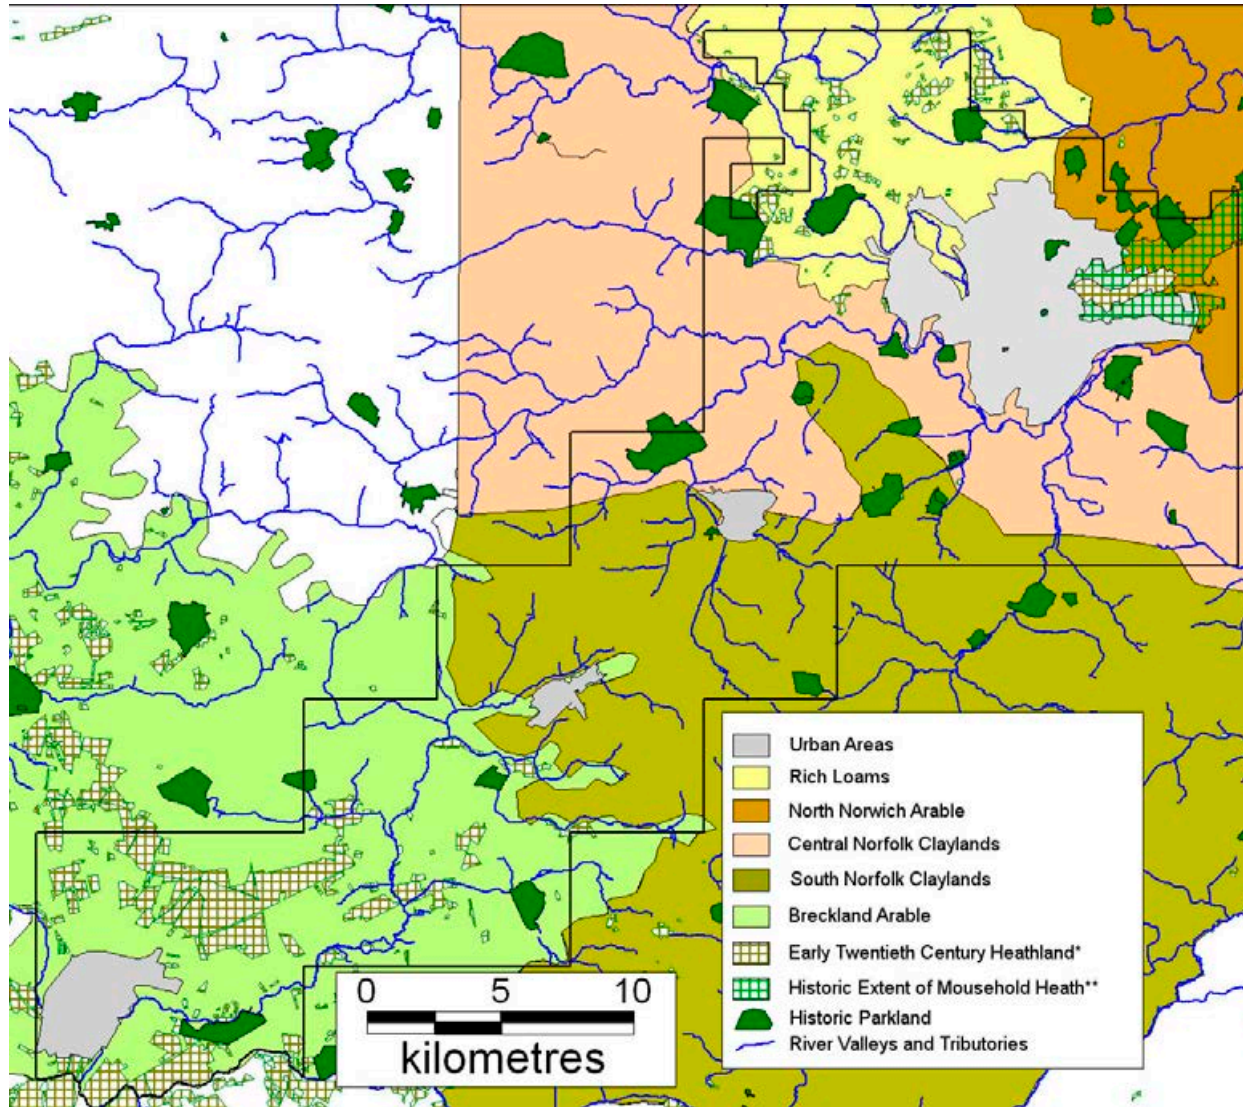 Urban Areas
Rich Loams
North Norwich Arable
Central Norfolk Claylands
South Norfolk Claylands
Breckland Arable
Early Twentieth Century Heathland*
Historic Extent of Mousehold Heath**
Historic Parkland
River Valleys and Tributories
0 5 10
kilometres